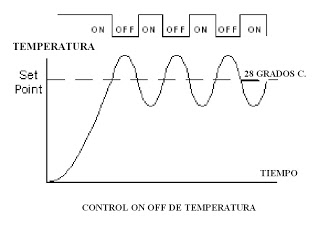 ON OFF ON OFF ON OFF ON
TEMPERATURA
Set
Point
28 GRADOS C.
TIEMPO
CONTROL ON OFF DE TEMPERATURA